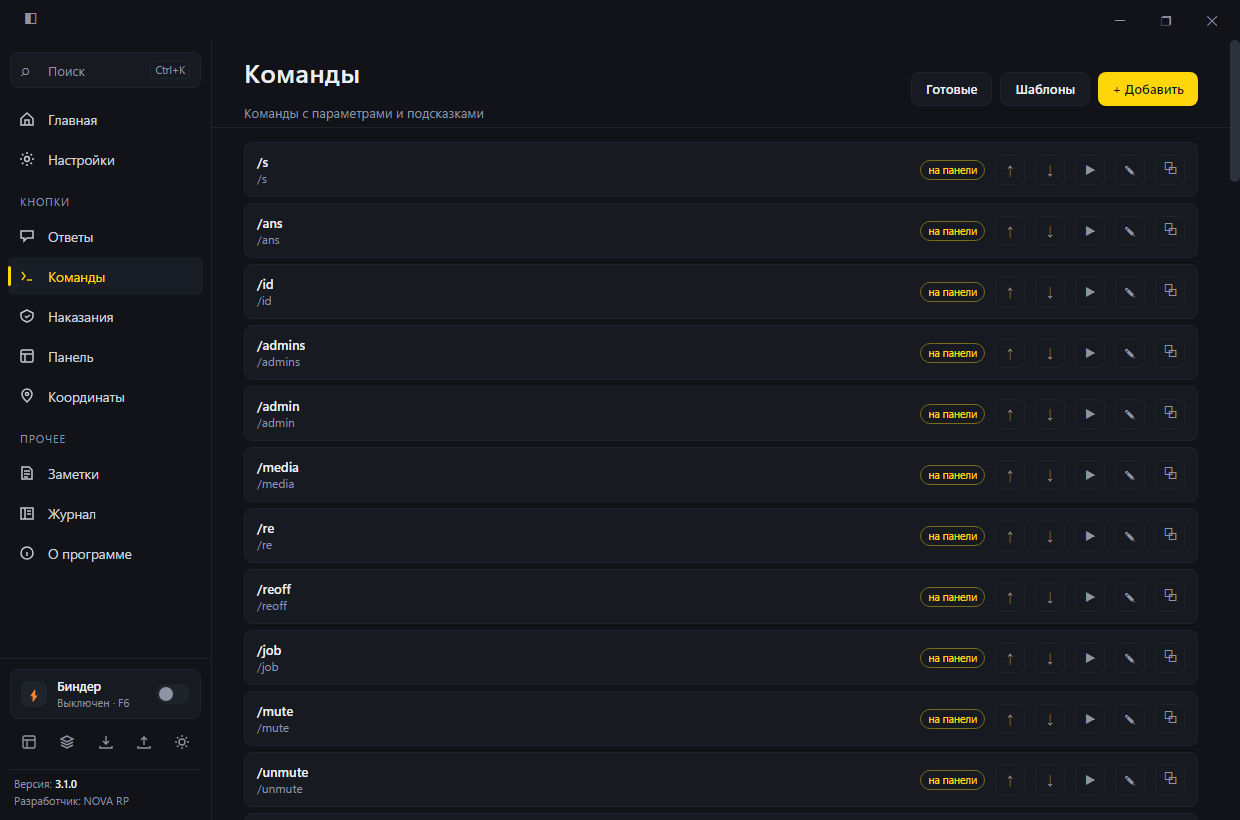 Поиск
Ctrl+K
Главная
Настройки
КНОПКИ
Ответы
Команды
Наказания
Панель
Координаты
ПРОЧЕЕ
Заметки
Журнал
О программе
Биндер
Выключен · F6
Версия: 3.1.0
Разработчик: NOVA RP
Команды
Команды с параметрами и подсказками
Готовые
Шаблоны
+ Добавить
/s
/s
на панели
/ans
/ans
на панели
/id
/id
на панели
/admins
/admins
на панели
/admin
/admin
на панели
/media
/media
на панели
/re
/re
на панели
/reoff
/reoff
на панели
/job
/job
на панели
/mute
/mute
на панели
/unmute
/unmute
на панели